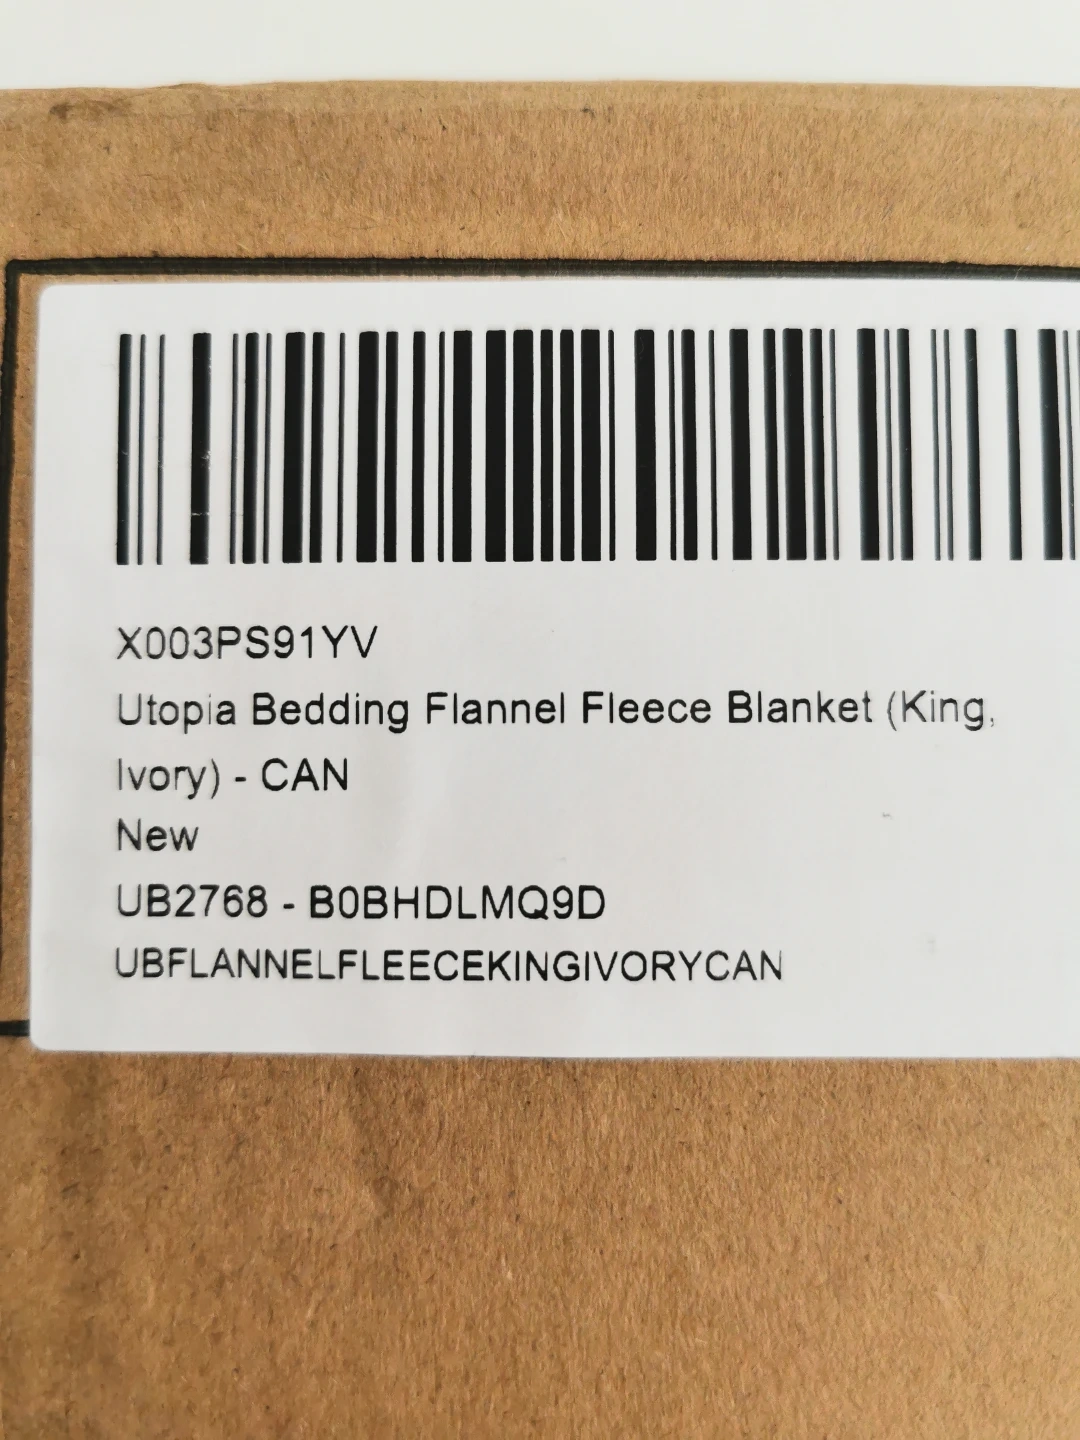 X003PS91YV
Utopia Bedding Flannel Fleece Blanket (King,
Ivory) - CAN
New
UB2768 - B0BHDLMQ9D
UBFLANNELFLEECEKINGIVORYCAN